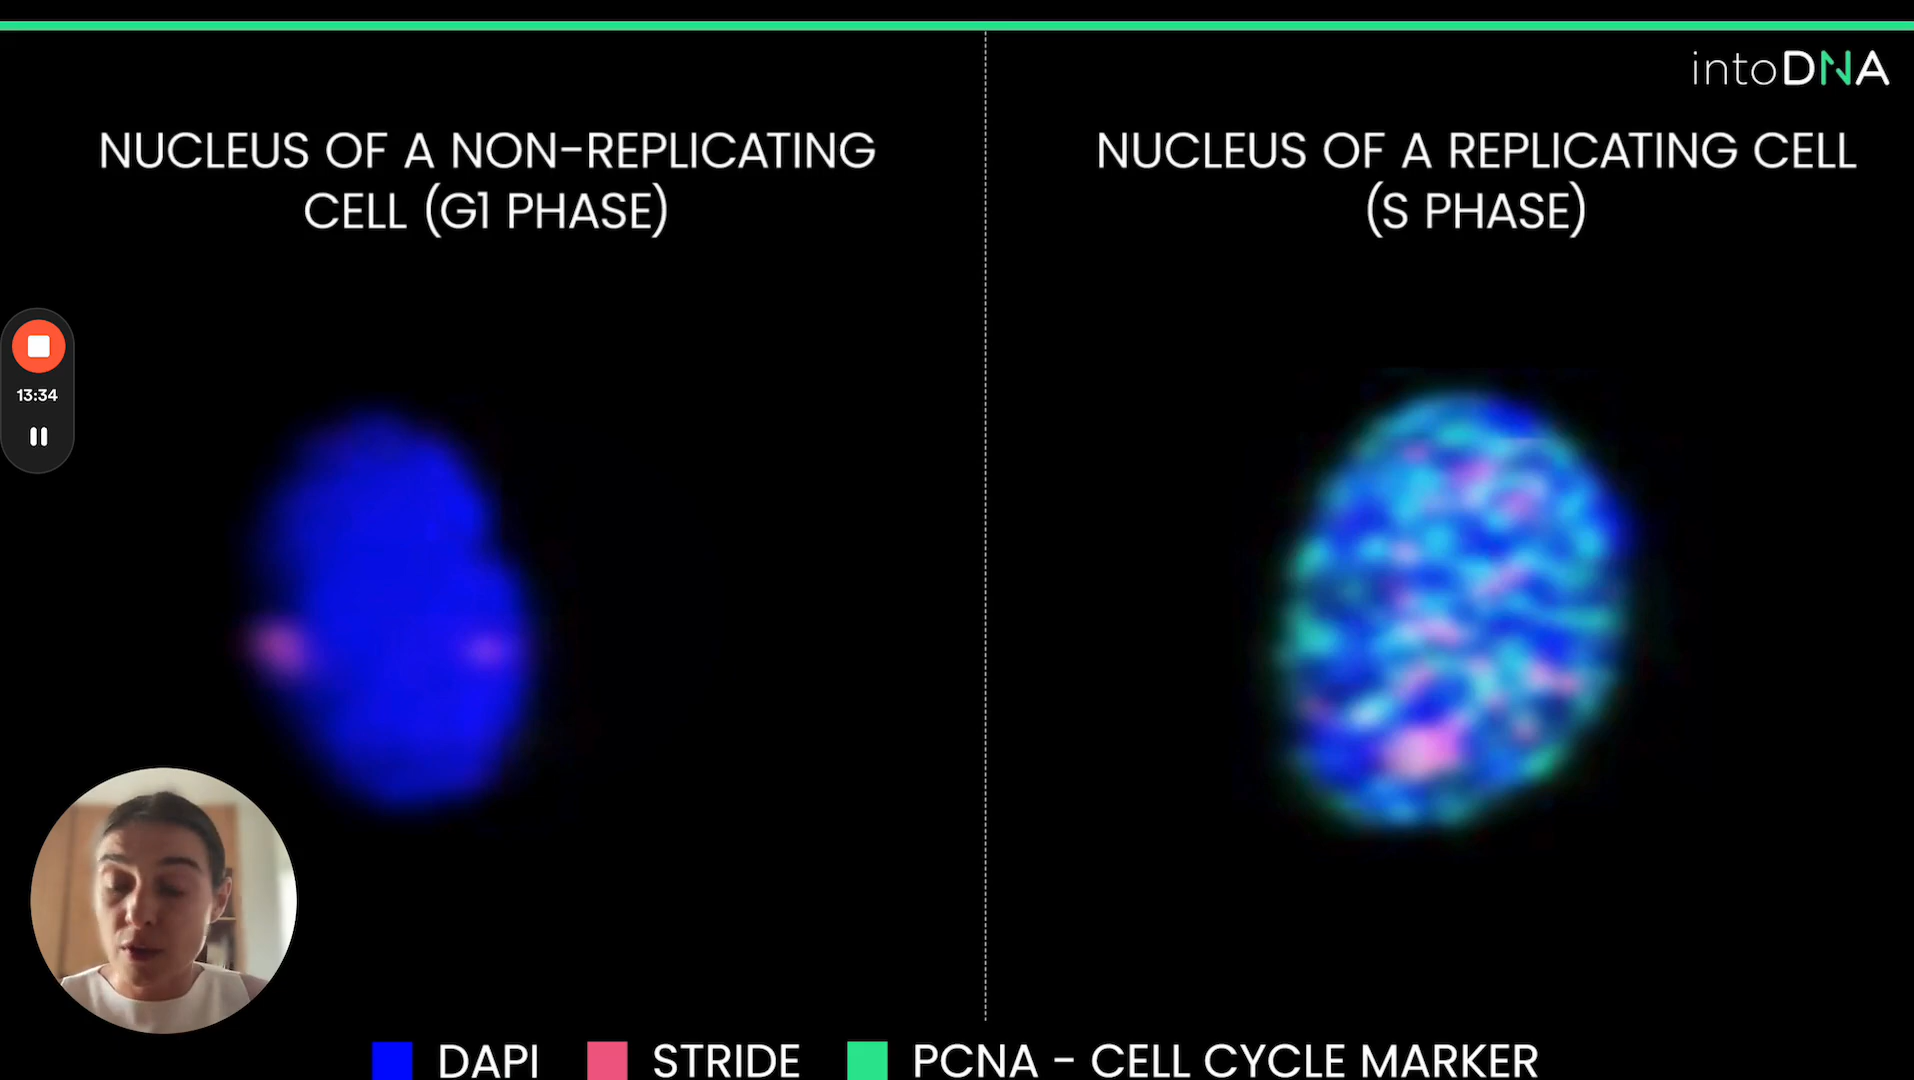 intoDNA
NUCLEUS OF A NON-REPLICATING
CELL (G1 PHASE)
NUCLEUS OF A REPLICATING CELL
(S PHASE)
13:34
DAPI
STRIDE
PCNA - CELL CYCLE MARKER